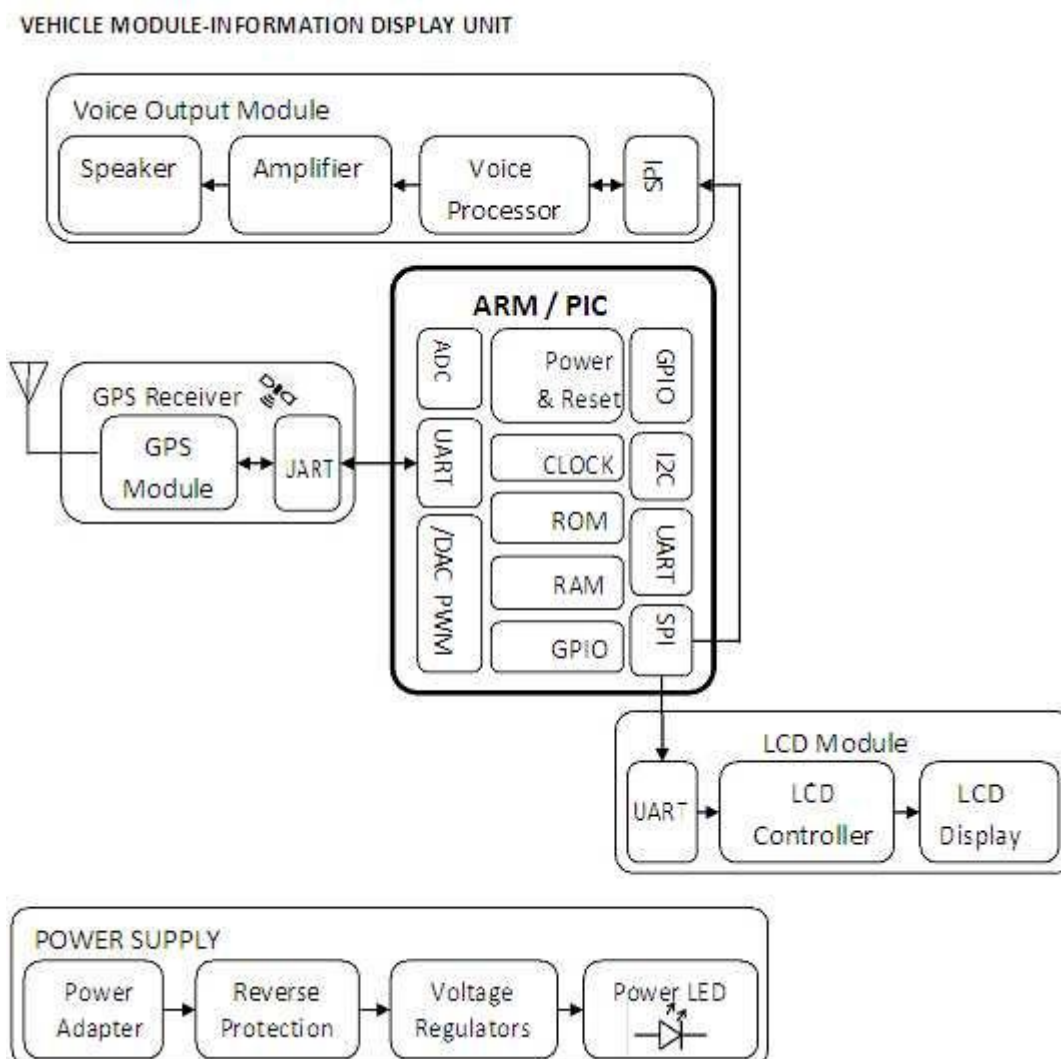 VEHICLE MODULE-INFORMATION DISPLAY UNIT
Voice Output Module
Speaker
Amplifier
Voice
Processor
SPI
ARM / PIC
ADC
Power
& Reset
GPIO
GPS Receiver
GPS
Module
UART
UART
CLOCK
I2C
ROM
UART
/DAC PWM
RAM
GPIO
SPI
LCD Module
UART
LCD
Controller
LCD
Display
POWER SUPPLY
Power
Adapter
Reverse
Protection
Voltage
Regulators
Power LED